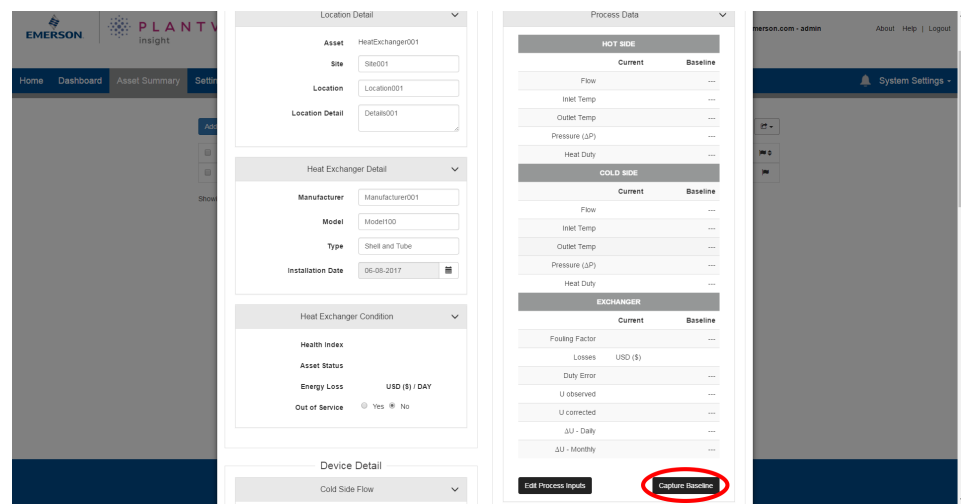 EMERSON
PLANTV
Insight
merson.com - admin
About Help | Logout
Home Dashboard Asset Summary Settin
System Settings
Add
Showi
Location Detail
Asset HeatExchanger001
Site Site001
Location Location001
Location Detail Details001
Heat Exchanger Detail
Manufacturer Manufacturer001
Model Model100
Type Shell and Tube
Installation Date 06-08-2017
Heat Exchanger Condition
Health Index
Asset Status
Energy Loss USD ($) / DAY
Out of Service Yes No
Device Detail
Cold Side Flow
Process Data
HOT SIDE
Current Baseline
Flow ---
Inlet Temp ---
Outlet Temp ---
Pressure (ΔP) ---
Heat Duty ---
COLD SIDE
Current Baseline
Flow ---
Inlet Temp ---
Outlet Temp ---
Pressure (ΔP) ---
Heat Duty ---
EXCHANGER
Current Baseline
Fouling Factor ---
Losses USD ($)
Duty Error ---
U observed ---
U corrected ---
ΔU - Daily ---
ΔU - Monthly ---
Edit Process Inputs Capture Baseline